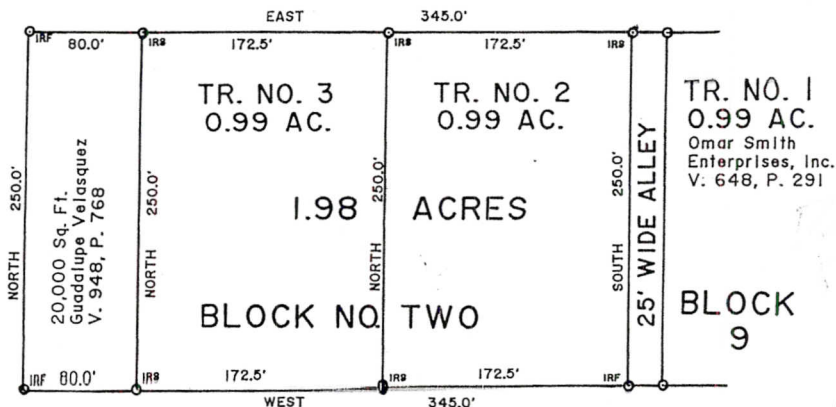 EAST 345.0'
IRF 80.0' IRS 172.5' IRS 172.5' IRS
TR. NO. 3
0.99 AC.
TR. NO. 2
0.99 AC.
TR. NO. 1
0.99 AC.
Omar Smith
Enterprises, Inc.
V. 648, P. 291
NORTH 250.0'
20,000 Sq. Ft.
Guadalupe Velasquez
V. 948, P. 768
NORTH 250.0'
NORTH 250.0'
SOUTH 250.0'
25' WIDE ALLEY
1.98 ACRES
BLOCK NO. TWO
BLOCK
9
IRF 80.0' IRS 172.5' IRS 172.5' IRF
WEST 345.0'